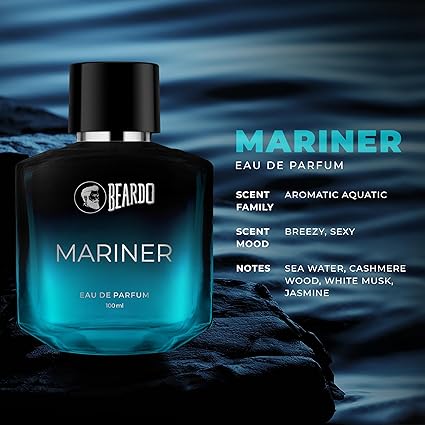 BEARDO
MARINER
EAU DE PARFUM
100ml
MARINER
EAU DE PARFUM
SCENT FAMILY
AROMATIC AQUATIC
SCENT MOOD
BREEZY, SEXY
NOTES
SEA WATER, CASHMERE
WOOD, WHITE MUSK,
JASMINE